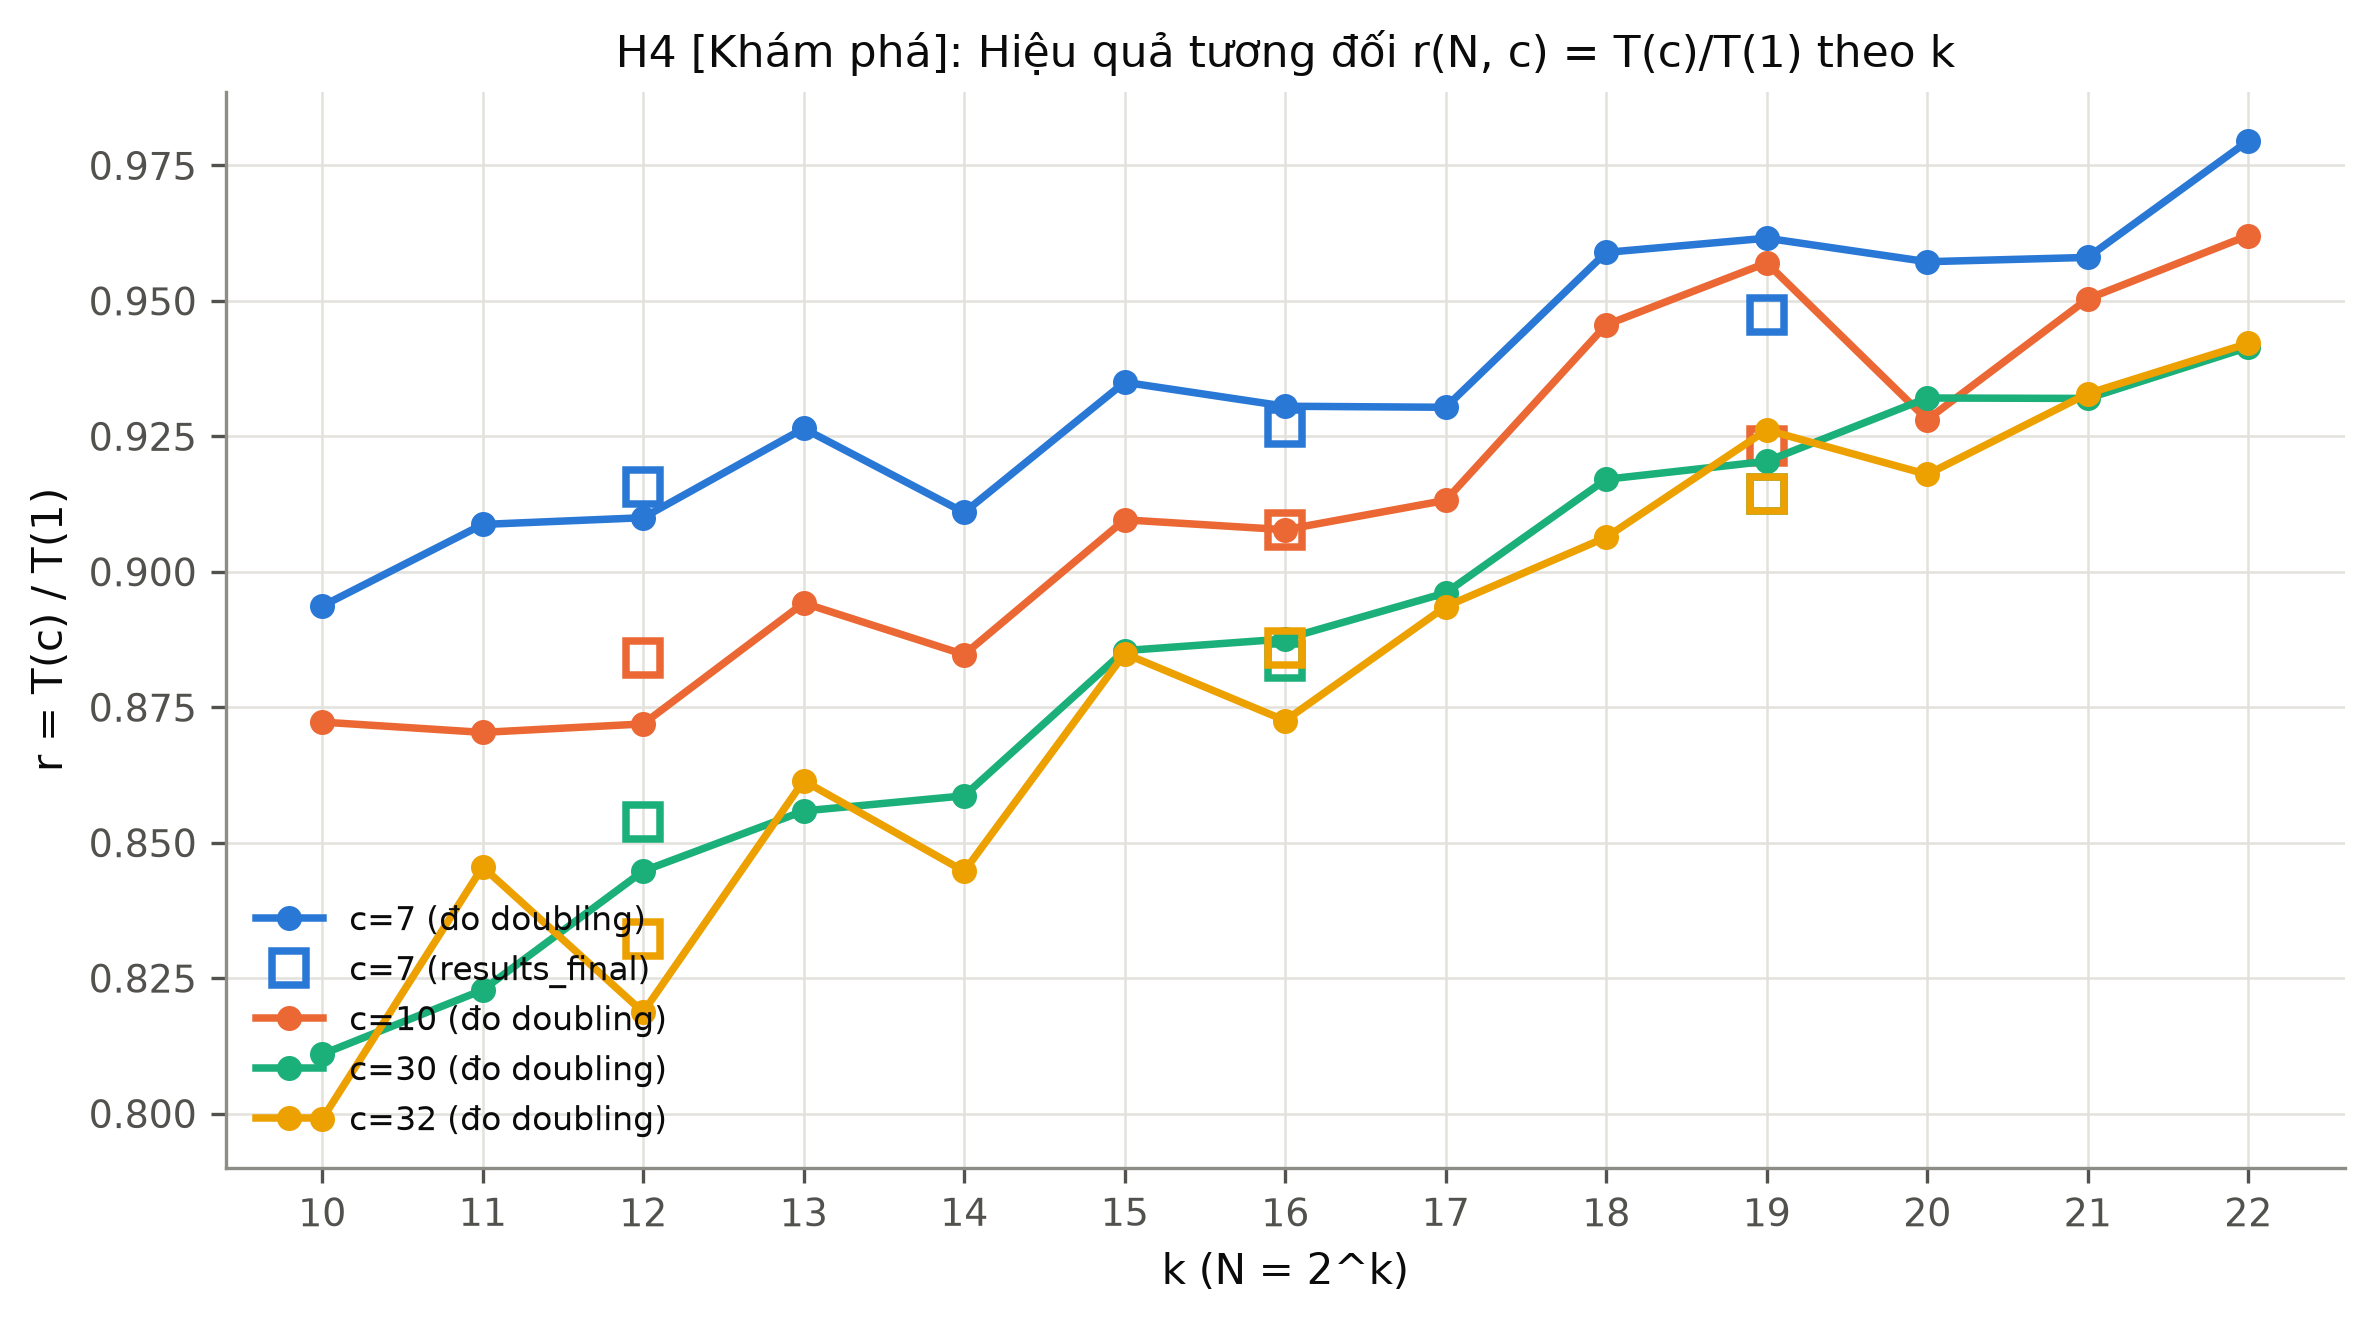 H4 [Khám phá]: Hiệu quả tương đối r(N, c) = T(c)/T(1) theo k
r = T(c) / T(1)
0.975
0.950
0.925
0.900
0.875
0.850
0.825
0.800
c=7 (đo doubling)
c=7 (results_final)
c=10 (đo doubling)
c=30 (đo doubling)
c=32 (đo doubling)
10 11 12 13 14 15 16 17 18 19 20 21 22
k (N = 2^k)